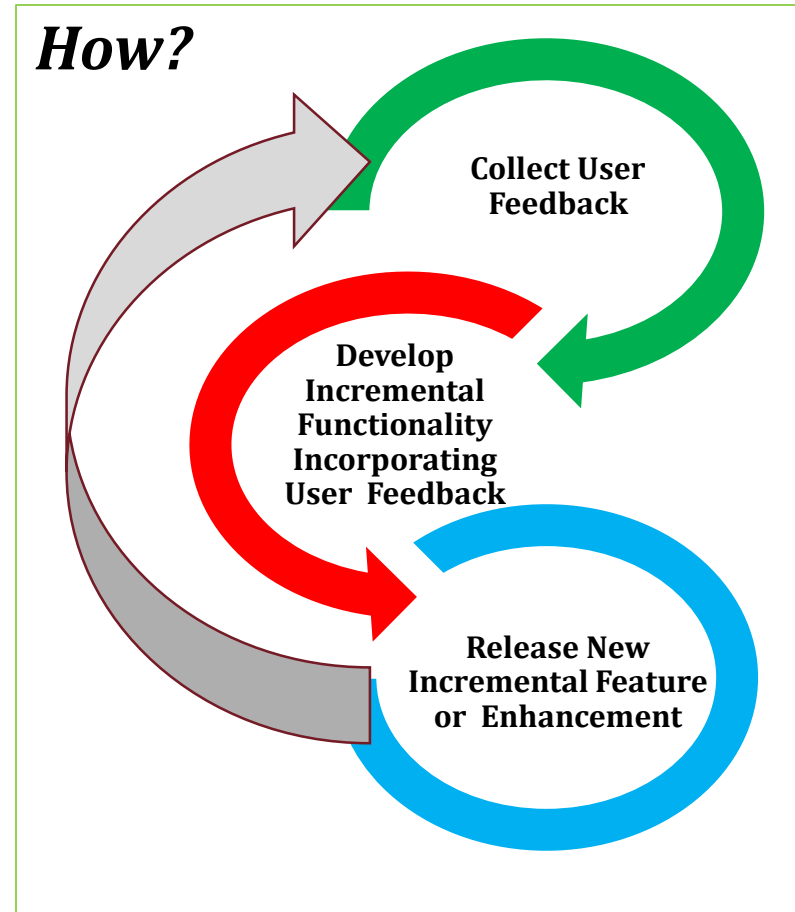 How?
Collect User
Feedback
Develop
Incremental
Functionality
Incorporating
User Feedback
Release New
Incremental Feature
or Enhancement